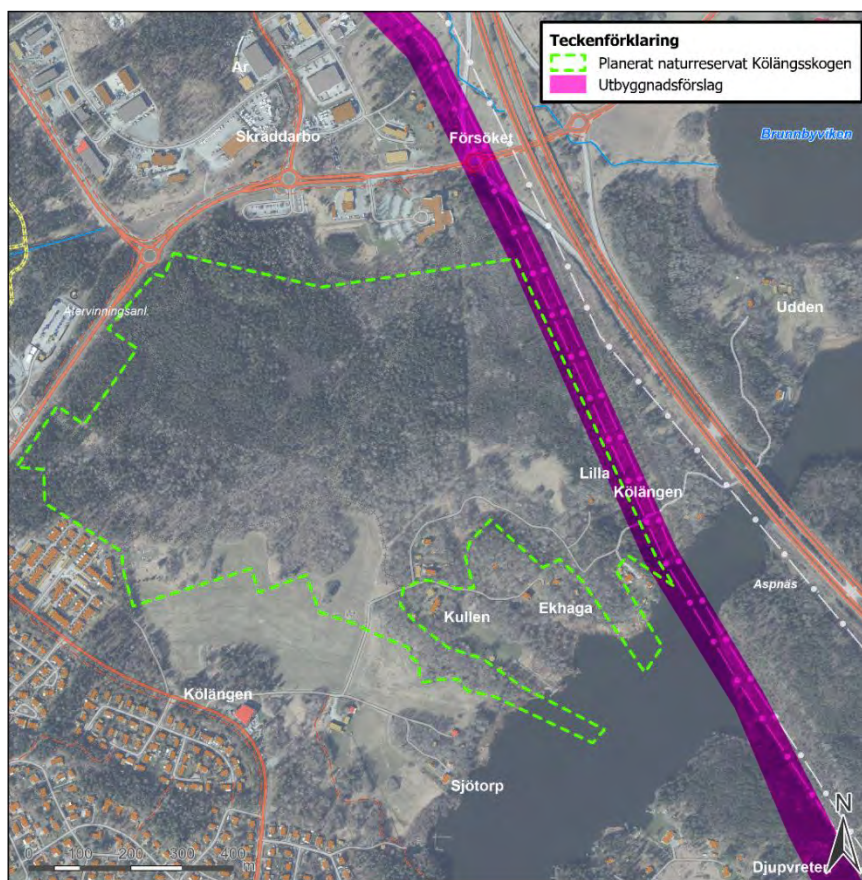 Teckenförklaring
Planerat naturreservat Kölängsskogen
Utbyggnadsförslag
Ar
Skräddarbo
Försöket
Brunnbyviken
Udden
Återvinningsanl.
Lilla
Kölängen
Aspnäs
Ekhaga
Kullen
Kölängen
Sjötorp
0 100 200 300 400
m
N
Djupvreten